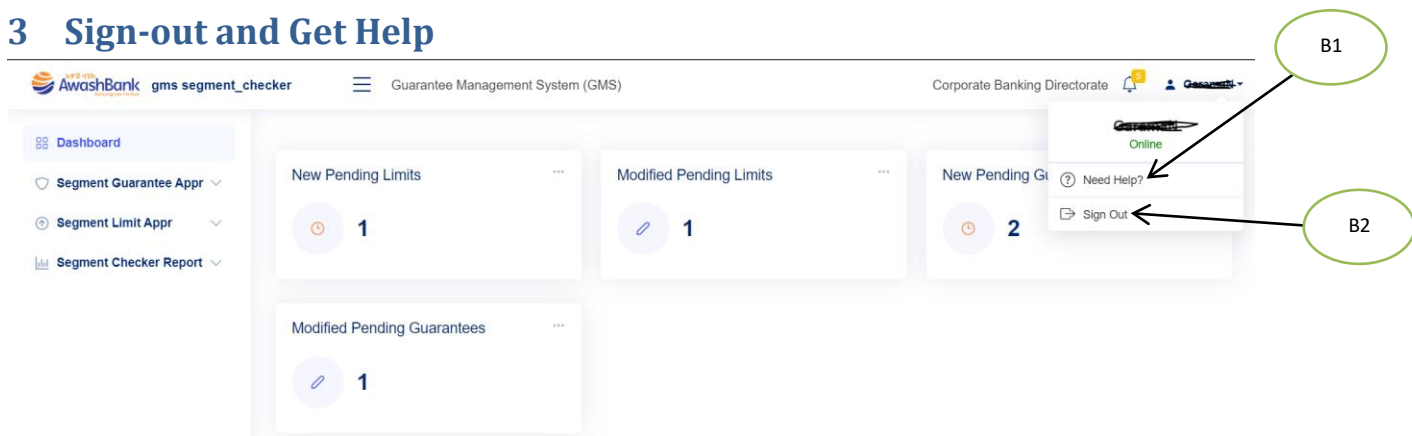 3 Sign-out and Get Help
B1
AwashBank gms segment_checker Guarantee Management System (GMS) Corporate Banking Directorate 5
Dashboard
Online
Segment Guarantee Appr
New Pending Limits ... Modified Pending Limits ... New Pending Gu
? Need Help?
Segment Limit Appr
1 1 2
Sign Out
B2
Segment Checker Report
Modified Pending Guarantees ...
1